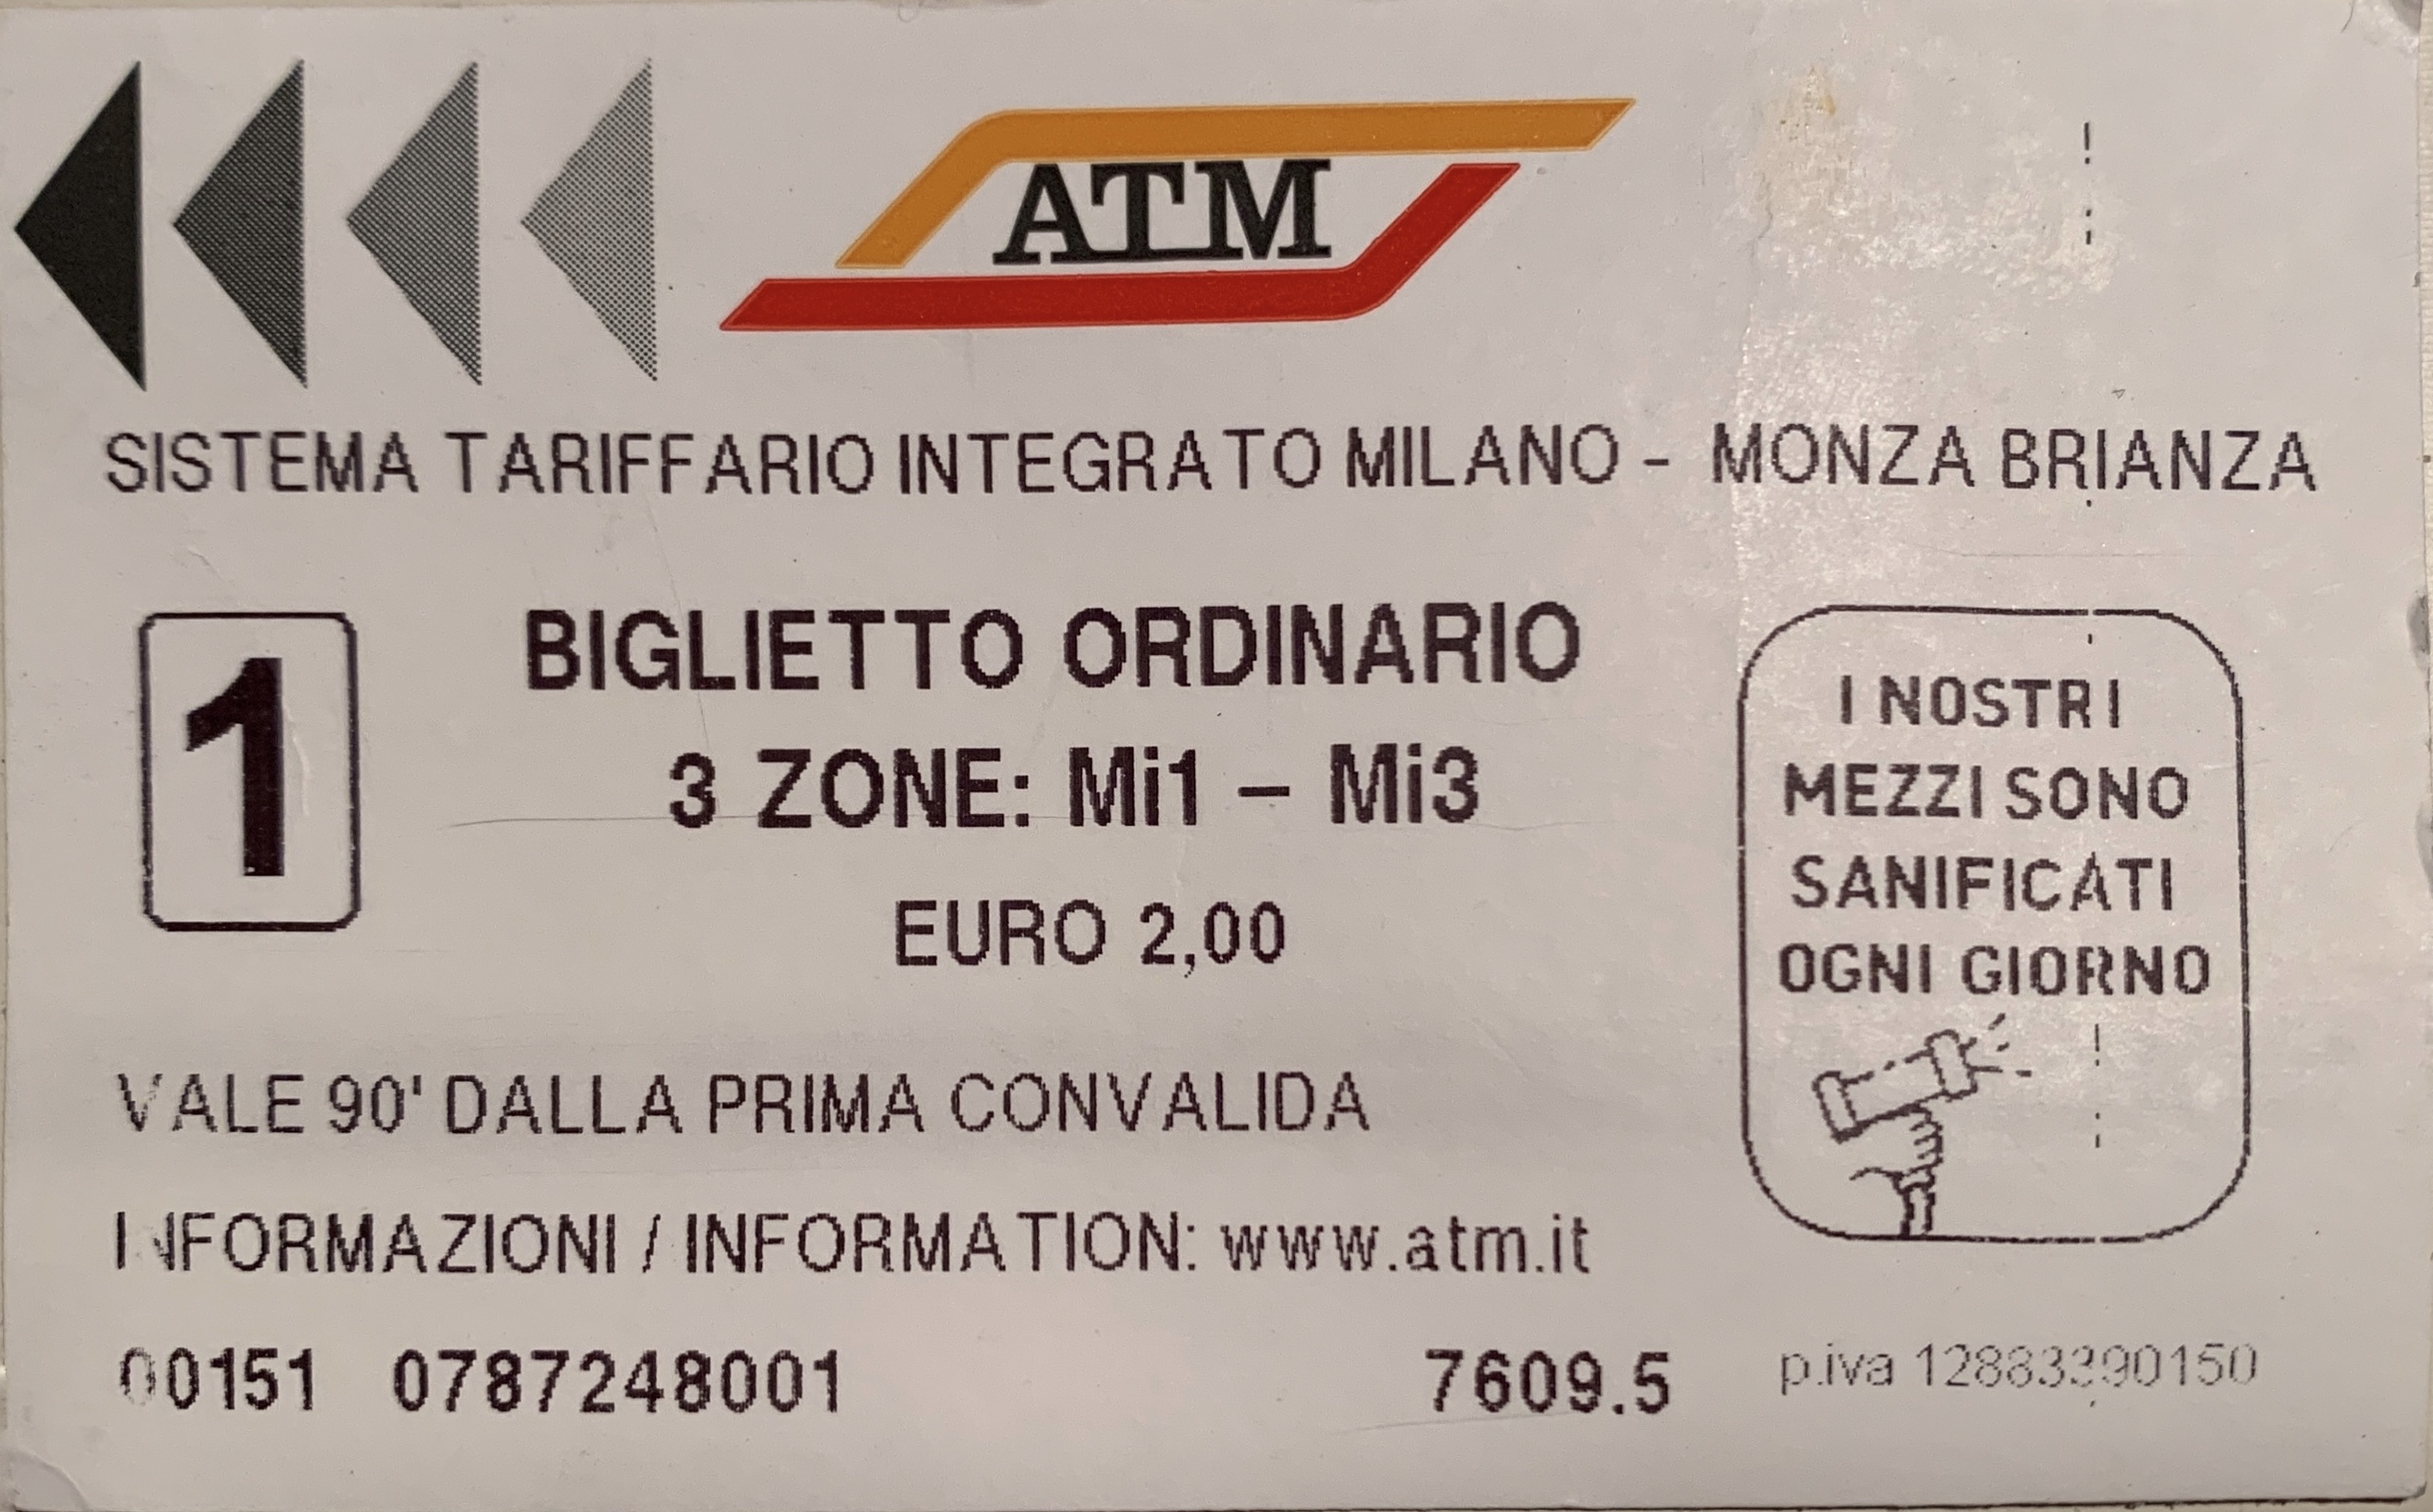 ATM
SISTEMA TARIFFARIO INTEGRATO MILANO - MONZA BRIANZA
1
BIGLIETTO ORDINARIO
3 ZONE: Mi1 – Mi3
EURO 2,00
I NOSTRI
MEZZI SONO
SANIFICATI
OGNI GIORNO
VALE 90' DALLA PRIMA CONVALIDA
INFORMAZIONI / INFORMATION: www.atm.it
00151 0787248001 7609.5 p.iva 12883390150